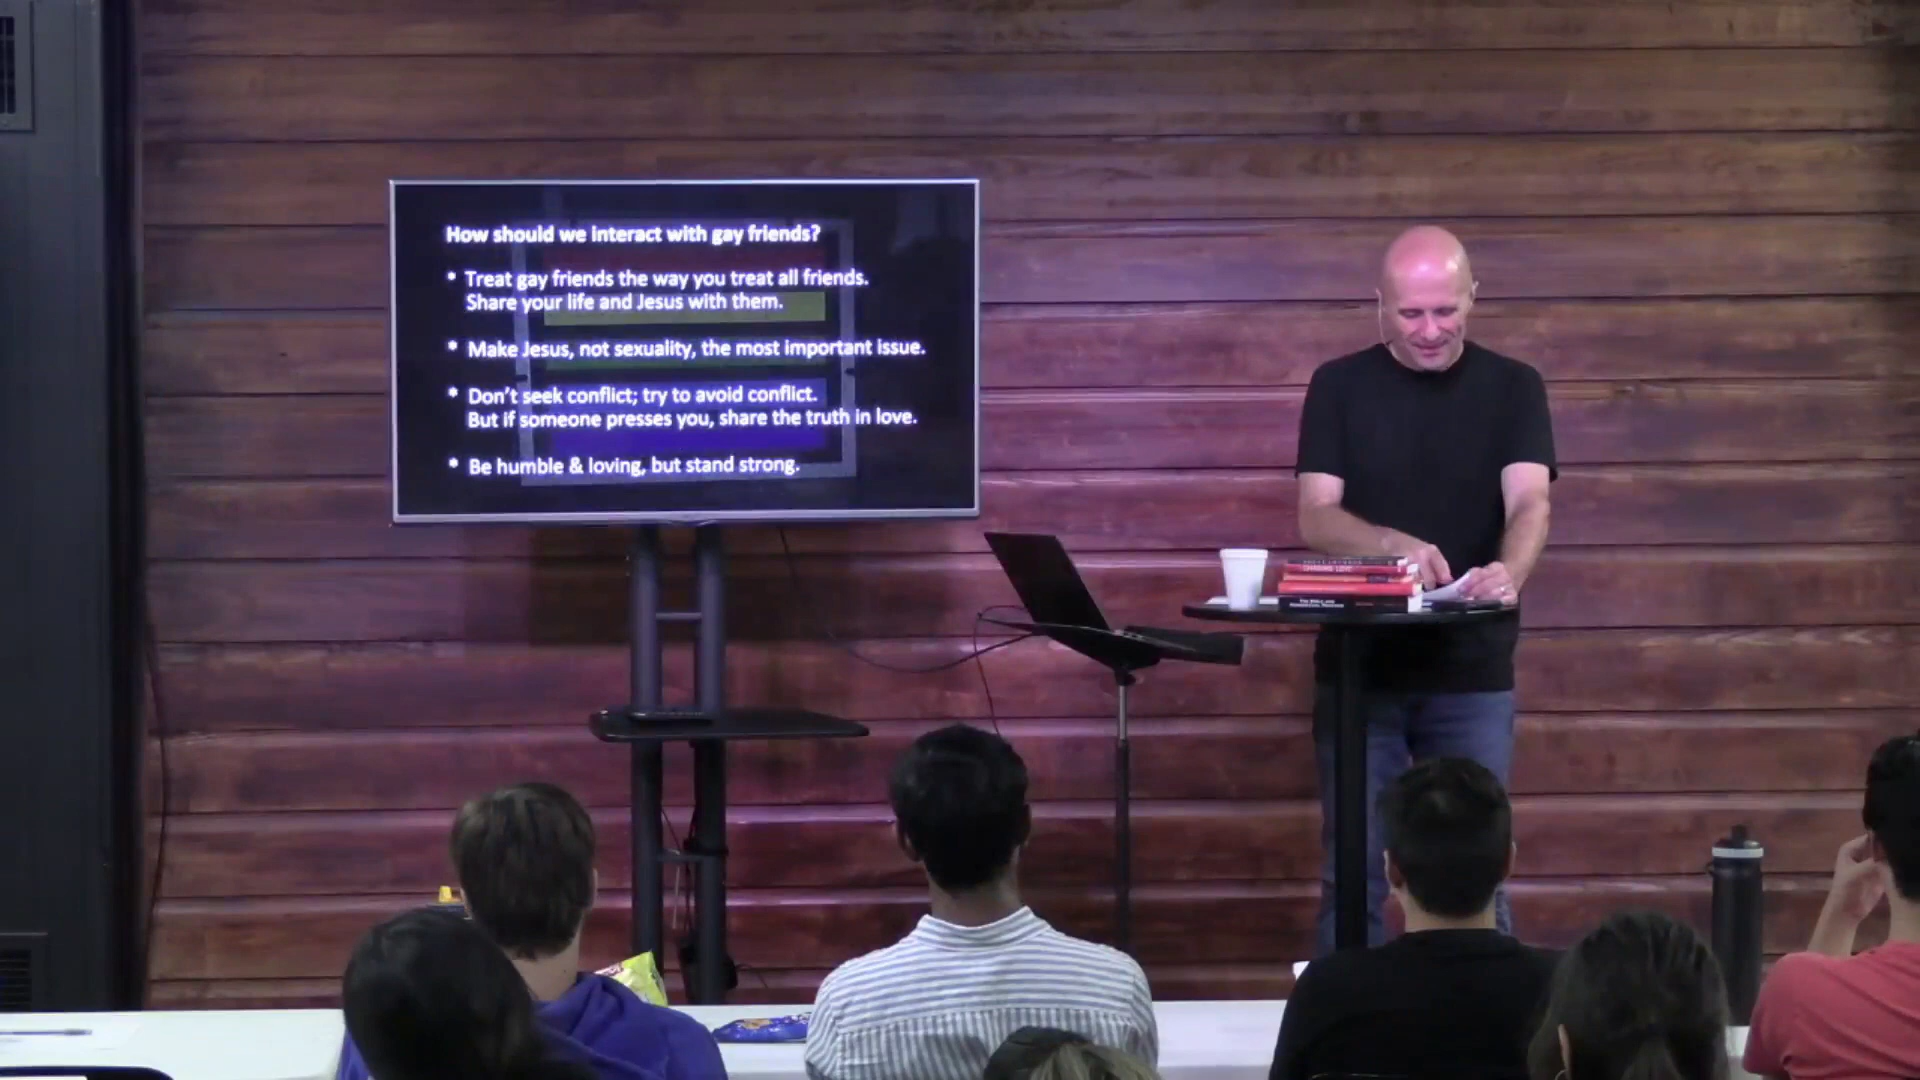 How should we interact with gay friends?
* Treat gay friends the way you treat all friends.
Share your life and Jesus with them.
* Make Jesus, not sexuality, the most important issue.
* Don't seek conflict; try to avoid conflict.
But if someone presses you, share the truth in love.
* Be humble & loving, but stand strong.
CHASING LOVE